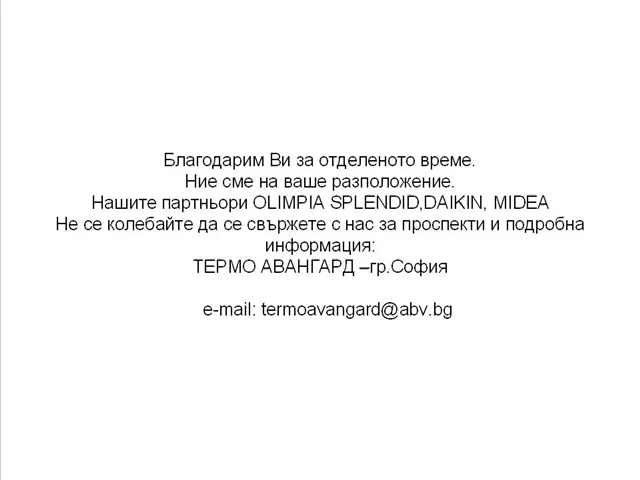 Благодарим Ви за отделеното време.
Ние сме на ваше разположение.
Нашите партньори OLIMPIA SPLENDID,DAIKIN, MIDEA
Не се колебайте да се свържете с нас за проспекти и подробна
информация:
ТЕРМО АВАНГАРД –гр.София
e-mail: termoavangard@abv.bg